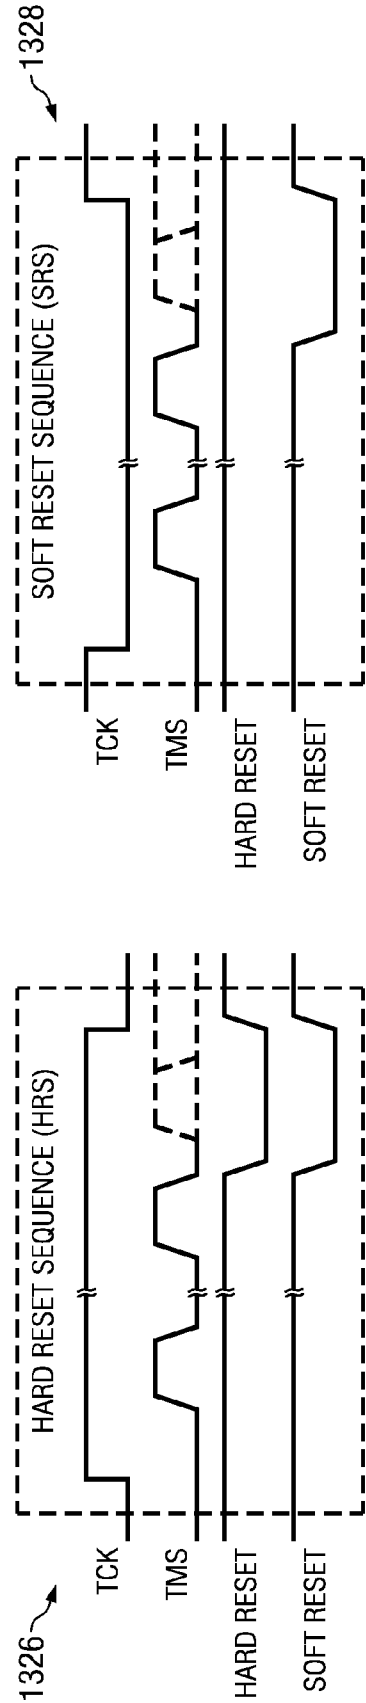 1326
HARD RESET SEQUENCE (HRS)
TCK
TMS
HARD RESET
SOFT RESET
1328
SOFT RESET SEQUENCE (SRS)
TCK
TMS
HARD RESET
SOFT RESET